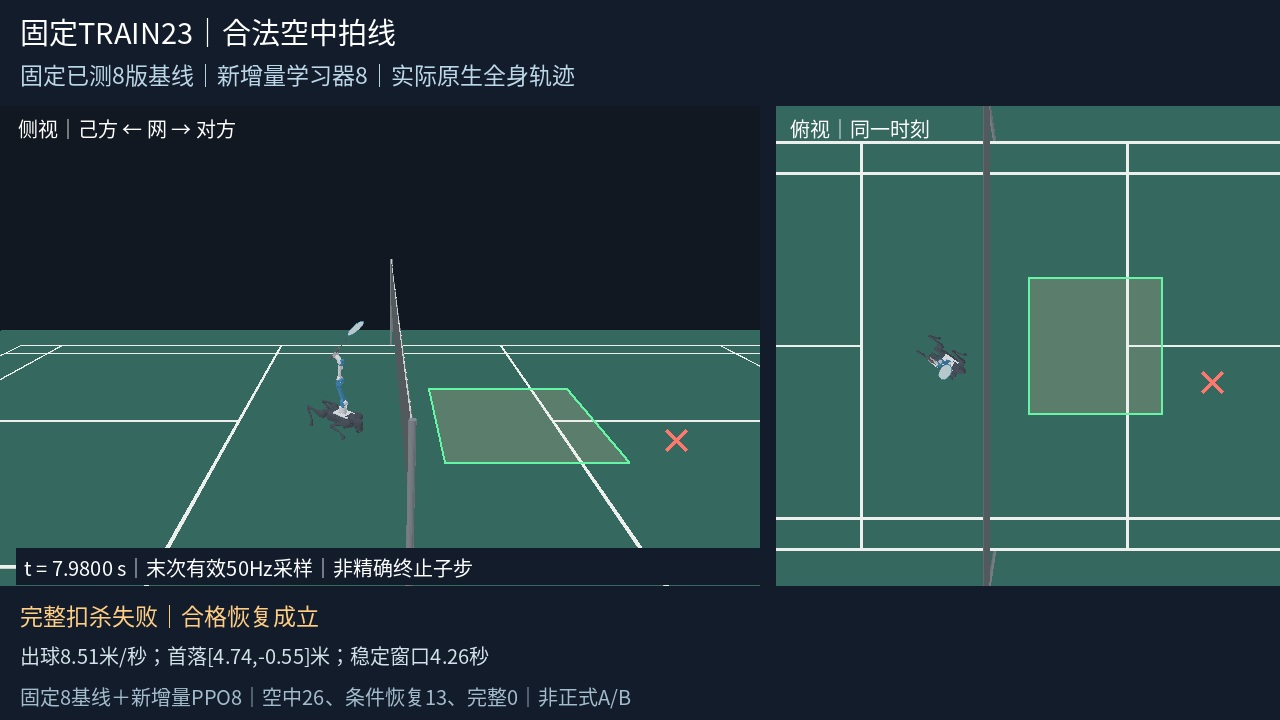 固定TRAIN23｜合法空中拍线
固定已测8版基线｜新增量学习器8｜实际原生全身轨迹
侧视｜己方 ← 网 → 对方
俯视｜同一时刻
t = 7.9800 s｜末次有效50Hz采样｜非精确终止子步
完整扣杀失败｜合格恢复成立
出球8.51米/秒；首落[4.74,-0.55]米；稳定窗口4.26秒
固定8基线＋新增量PPO8｜空中26、条件恢复13、完整0｜非正式A/B